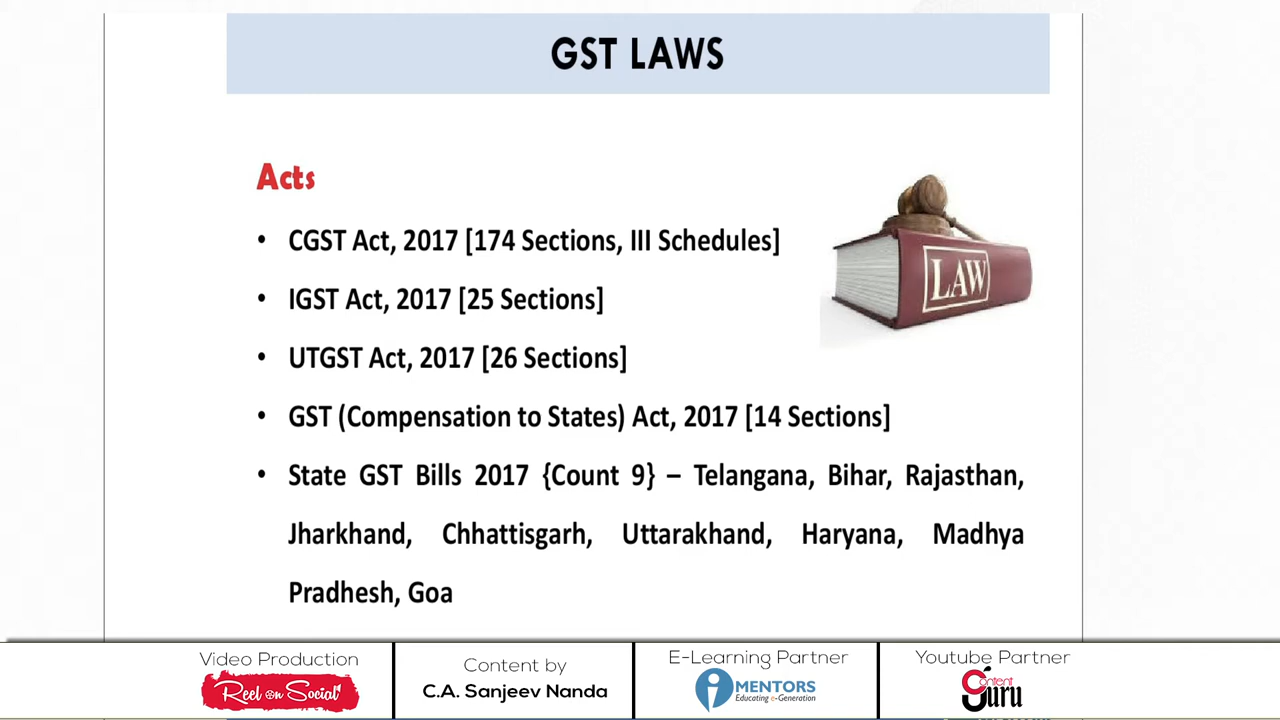 GST LAWS
Acts
• CGST Act, 2017 [174 Sections, III Schedules]
• IGST Act, 2017 [25 Sections]
• UTGST Act, 2017 [26 Sections]
• GST (Compensation to States) Act, 2017 [14 Sections]
• State GST Bills 2017 {Count 9} – Telangana, Bihar, Rajasthan,
Jharkhand, Chhattisgarh, Uttarakhand, Haryana, Madhya
Pradhesh, Goa
LAW
Video Production
Reel on Social
Content by
C.A. Sanjeev Nanda
E-Learning Partner
iMENTORS
Educating e-Generation
Youtube Partner
Content
Guru